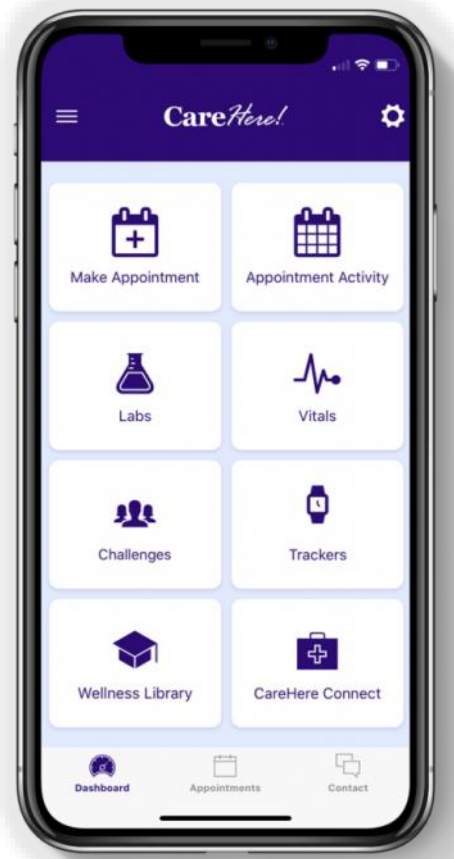 CareHere!
Make Appointment
Appointment Activity
Labs
Vitals
Challenges
Trackers
Wellness Library
CareHere Connect
Dashboard
Appointments
Contact